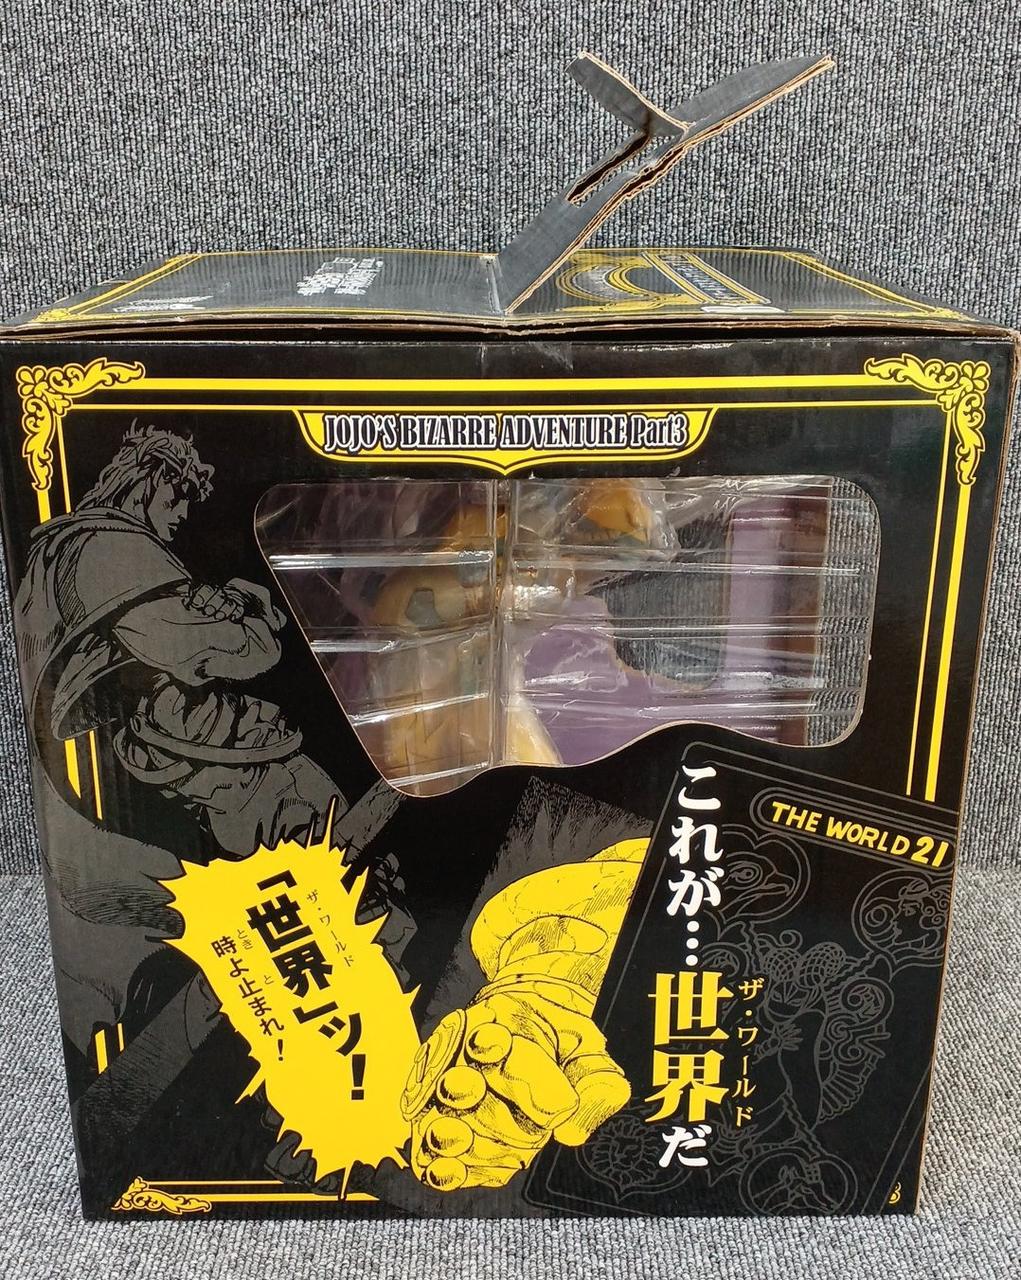 JOJO'S BIZARRE ADVENTURE Part3
THE WORLD 21
これが…世界だ
ザ・ワールド
「世界」ッ!
ザ・ワールド
時よ止まれ!
とき と